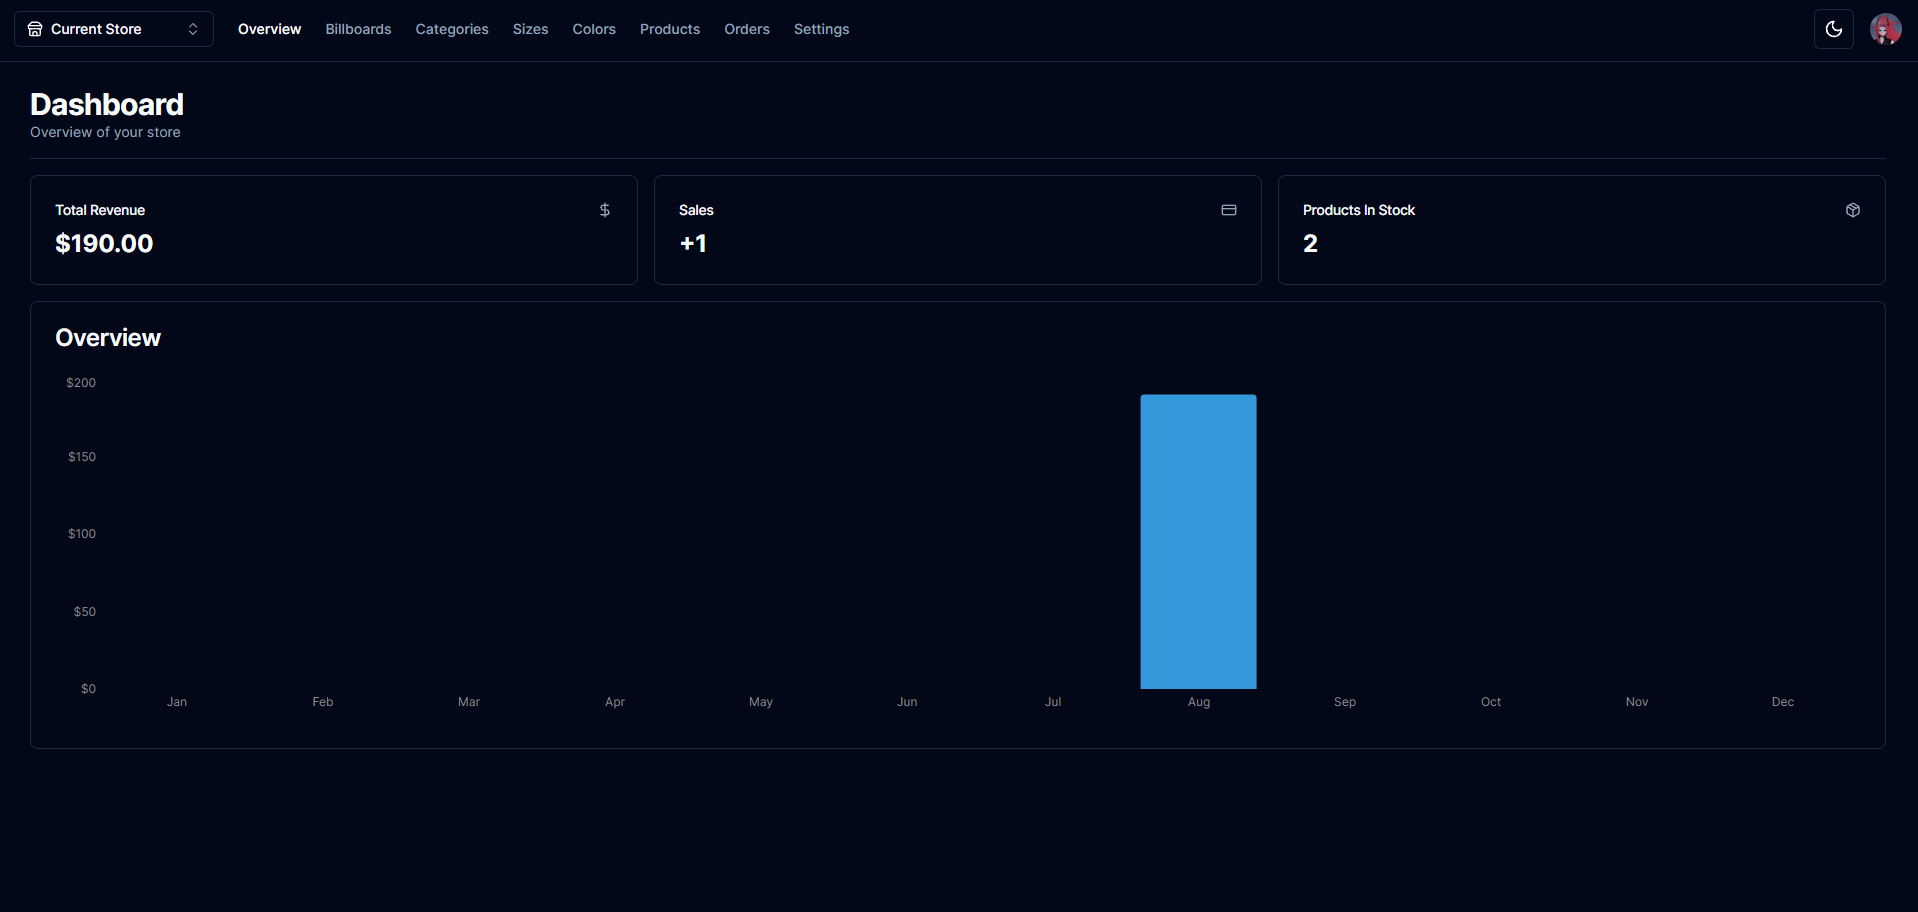 Current Store Overview Billboards Categories Sizes Colors Products Orders Settings
Dashboard
Overview of your store
Total Revenue
$190.00
Sales
+1
Products In Stock
2
Overview
$200
$150
$100
$50
$0
Jan Feb Mar Apr May Jun Jul Aug Sep Oct Nov Dec